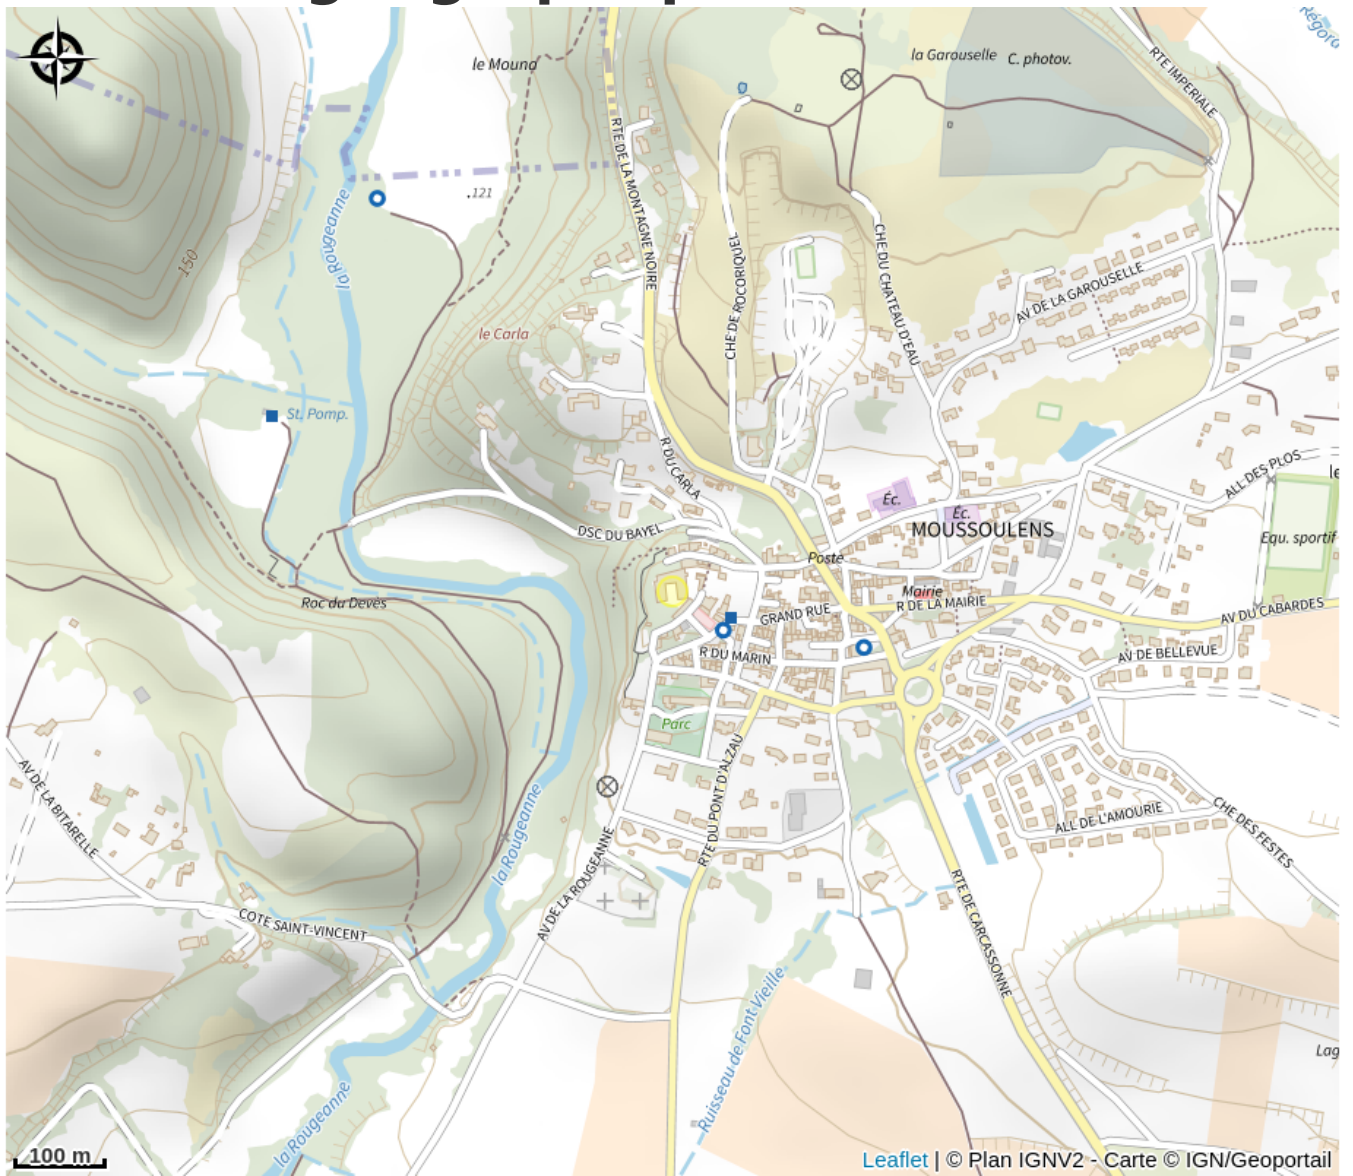 Régora
le Mound
la Garouselle
C. photov.
RTE IMPERIALE
RTE DE LA MONTAGNE NOIRE
.121
la Rougeanne
150
CHE DE ROCORIQUEL
CHE DU CHATEAU D'EAU
AV DE LA GAROUSELLE
le Carla
St. Pomp.
R DU CARLA
ALL DES PLOS
le
Éc.
Éc.
MOUSSOULENS
DSC DU BAYEL
Equ. sportif
Poste
Mairie
R DE LA MAIRIE
Roc du Devès
GRAND RUE
AV DU CABARDES
R DU MARIN
AV DE BELLEVUE
Parc
RTE DU PONT D'ALZAU
AV DE LA BITARELLE
la Rougeanne
ALL DE L'AMOURIE
CHE DES FESTES
AV DE LA ROUGEANNE
RTE DE CARCASSONNE
COTE SAINT-VINCENT
Ruisseau de Font Vieille
Lag
la Rougeanne
100 m
Leaflet | © Plan IGNV2 - Carte © IGN/Geoportail